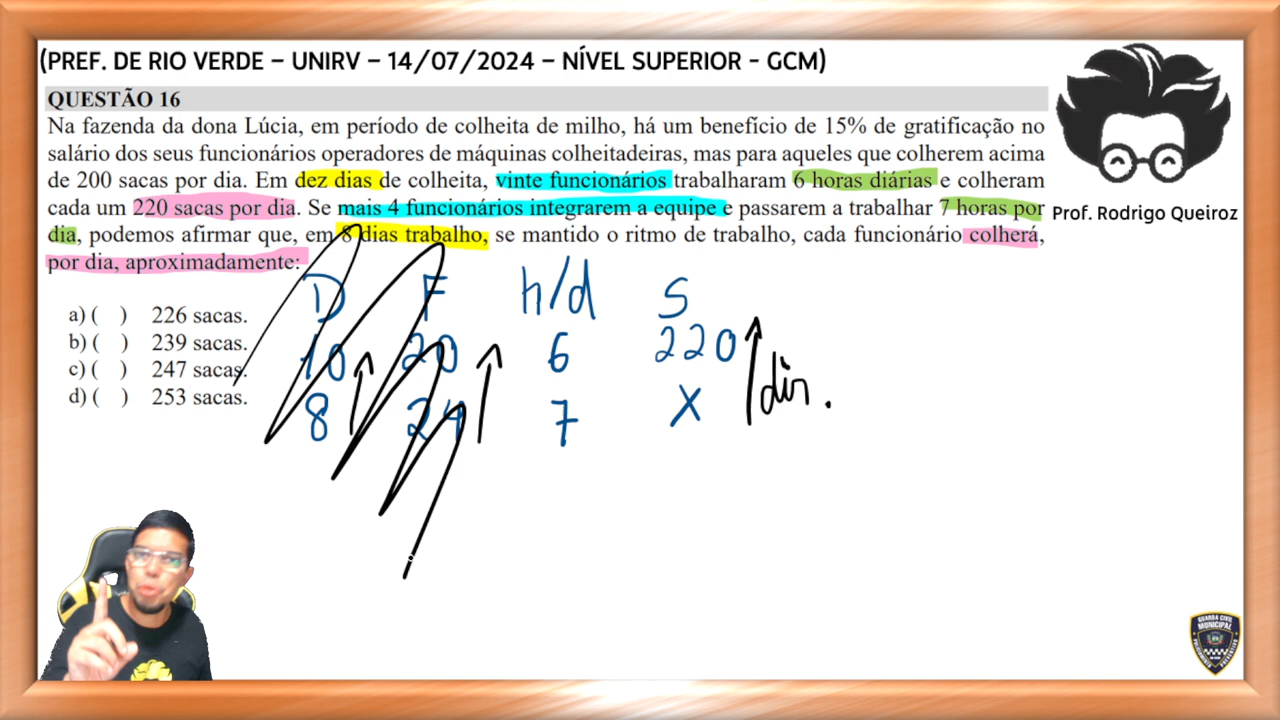 (PREF. DE RIO VERDE – UNIRV – 14/07/2024 – NÍVEL SUPERIOR - GCM)
QUESTÃO 16
Na fazenda da dona Lúcia, em período de colheita de milho, há um benefício de 15% de gratificação no
salário dos seus funcionários operadores de máquinas colheitadeiras, mas para aqueles que colherem acima
de 200 sacas por dia. Em dez dias de colheita, vinte funcionários trabalharam 6 horas diárias e colheram
cada um 220 sacas por dia. Se mais 4 funcionários integrarem a equipe e passarem a trabalhar 7 horas por
dia, podemos afirmar que, em 8 dias trabalho, se mantido o ritmo de trabalho, cada funcionário colherá,
por dia, aproximadamente:
Prof. Rodrigo Queiroz
a) ( ) 226 sacas.
b) ( ) 239 sacas.
c) ( ) 247 sacas.
d) ( ) 253 sacas.
D F h/d S
10 20 6 220
8 24 7 X
dir.
GUARDA CIVIL
MUNICIPAL